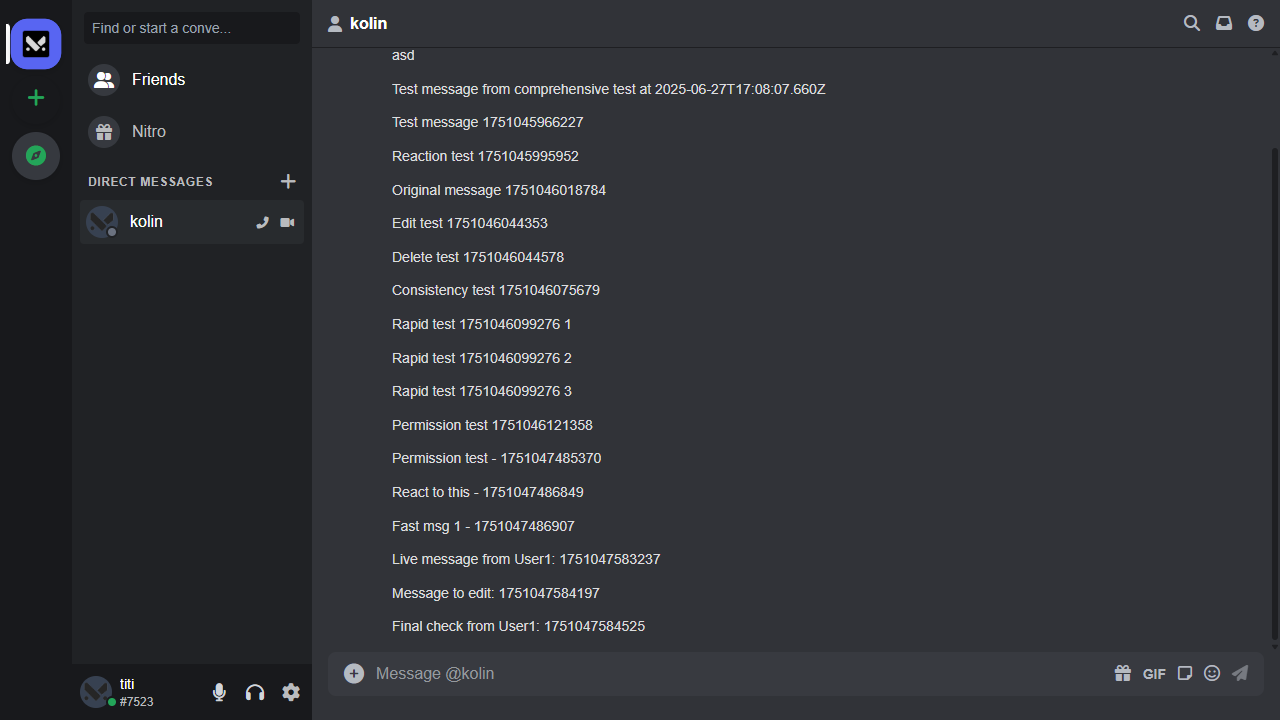 Find or start a conve...
Friends
Nitro
DIRECT MESSAGES
kolin
titi
#7523
kolin
asd
Test message from comprehensive test at 2025-06-27T17:08:07.660Z
Test message 1751045966227
Reaction test 1751045995952
Original message 1751046018784
Edit test 1751046044353
Delete test 1751046044578
Consistency test 1751046075679
Rapid test 1751046099276 1
Rapid test 1751046099276 2
Rapid test 1751046099276 3
Permission test 1751046121358
Permission test - 1751047485370
React to this - 1751047486849
Fast msg 1 - 1751047486907
Live message from User1: 1751047583237
Message to edit: 1751047584197
Final check from User1: 1751047584525
Message @kolin
GIF